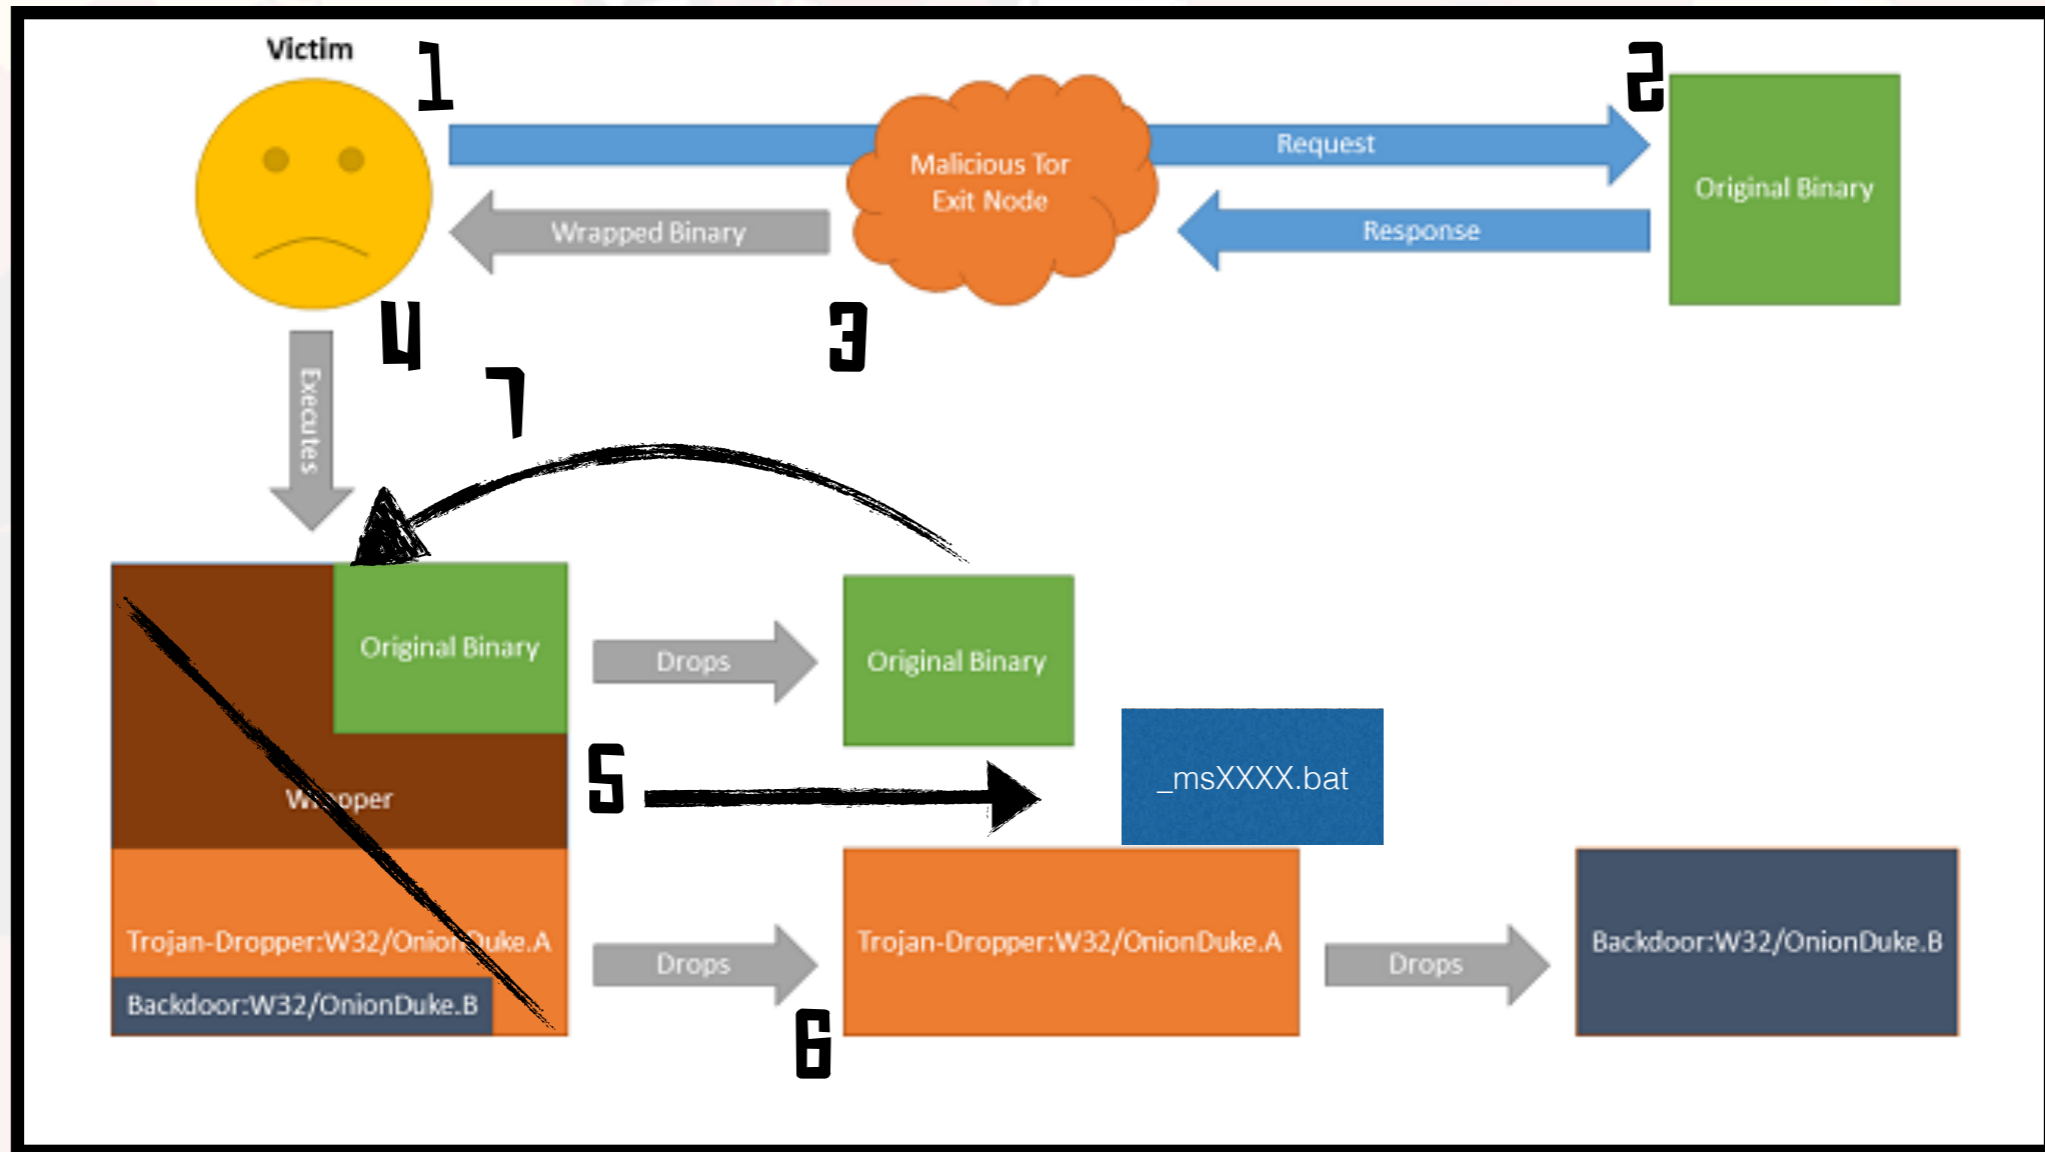 Victim
1
2
Request
Malicious Tor
Exit Node
Original Binary
Wrapped Binary
Response
4
3
Executes
7
Original Binary
Drops
Original Binary
5
_msXXXX.bat
Wrapper
Trojan-Dropper:W32/OnionDuke.A
Drops
Trojan-Dropper:W32/OnionDuke.A
Drops
Backdoor:W32/OnionDuke.B
Backdoor:W32/OnionDuke.B
6